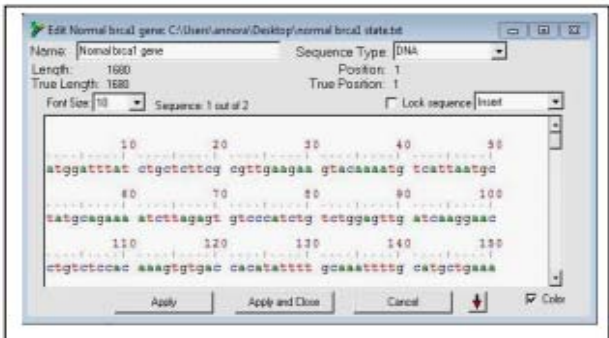 Edit Normal brca1 gene: C:\Users\amnora\Desktop\normal brca1 state.txt
Name: Normal brca1 gene Sequence Type: DNA
Length: 1680 Position: 1
True Length: 1680 True Position: 1
Font Size: 10 Sequence: 1 out of 2 Lock sequence Insert
10 20 30 40 50
atggatttat ctgctcttcg cgttgaagaa gtacaaaatg tcattaatgc
60 70 80 90 100
tatgcagaaa atcttagagt gtcccatctg tctggagttg atcaaggaac
110 120 130 140 150
ctgtctccac aaagtgtgac cacatatttt gcaaattttg catgctgaaa
Apply Apply and Close Cancel Color